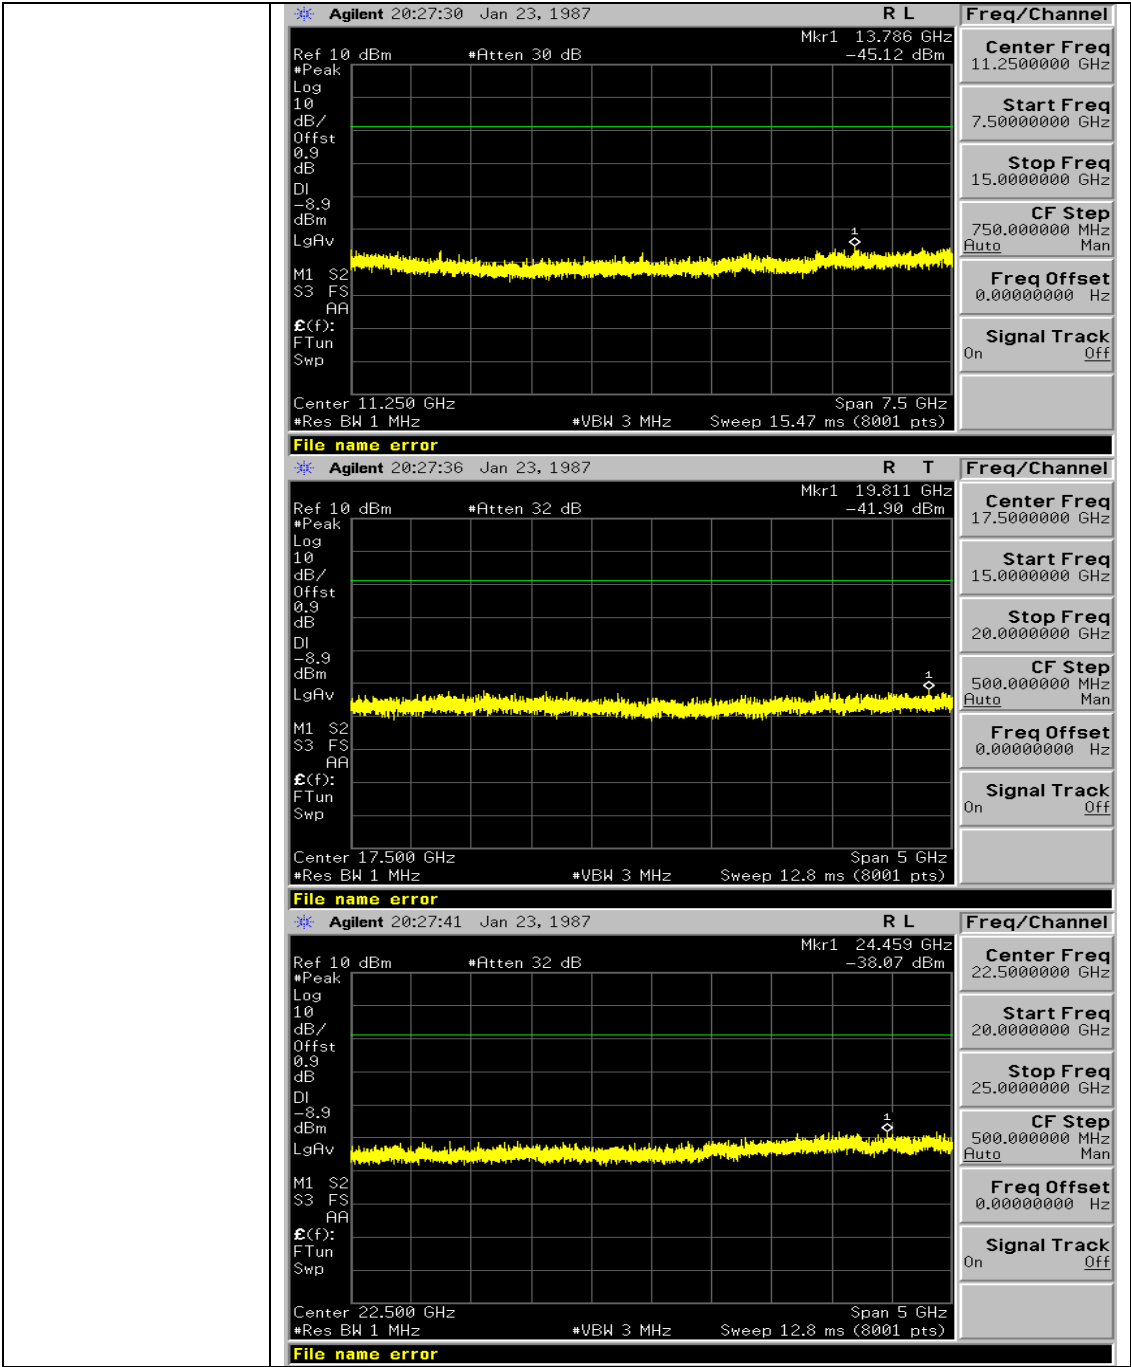 Agilent 20:27:30 Jan 23, 1987 R L Freq/Channel
Mkr1 13.786 GHz
Ref 10 dBm #Atten 30 dB -45.12 dBm
#Peak
Log
10
dB/
Offst
0.9
dB
DI
-8.9
dBm
LgAv
1
M1 S2
S3 FS
AA
£(f):
FTun
Swp
Center 11.250 GHz Span 7.5 GHz
#Res BW 1 MHz #VBW 3 MHz Sweep 15.47 ms (8001 pts)
File name error
Center Freq
11.2500000 GHz
Start Freq
7.50000000 GHz
Stop Freq
15.0000000 GHz
CF Step
750.000000 MHz
Auto Man
Freq Offset
0.00000000 Hz
Signal Track
On Off
Agilent 20:27:36 Jan 23, 1987 R T Freq/Channel
Mkr1 19.811 GHz
Ref 10 dBm #Atten 32 dB -41.90 dBm
#Peak
Log
10
dB/
Offst
0.9
dB
DI
-8.9
dBm
LgAv
1
M1 S2
S3 FS
AA
£(f):
FTun
Swp
Center 17.500 GHz Span 5 GHz
#Res BW 1 MHz #VBW 3 MHz Sweep 12.8 ms (8001 pts)
File name error
Center Freq
17.5000000 GHz
Start Freq
15.0000000 GHz
Stop Freq
20.0000000 GHz
CF Step
500.000000 MHz
Auto Man
Freq Offset
0.00000000 Hz
Signal Track
On Off
Agilent 20:27:41 Jan 23, 1987 R L Freq/Channel
Mkr1 24.459 GHz
Ref 10 dBm #Atten 32 dB -38.07 dBm
#Peak
Log
10
dB/
Offst
0.9
dB
DI
-8.9
dBm
LgAv
1
M1 S2
S3 FS
AA
£(f):
FTun
Swp
Center 22.500 GHz Span 5 GHz
#Res BW 1 MHz #VBW 3 MHz Sweep 12.8 ms (8001 pts)
File name error
Center Freq
22.5000000 GHz
Start Freq
20.0000000 GHz
Stop Freq
25.0000000 GHz
CF Step
500.000000 MHz
Auto Man
Freq Offset
0.00000000 Hz
Signal Track
On Off